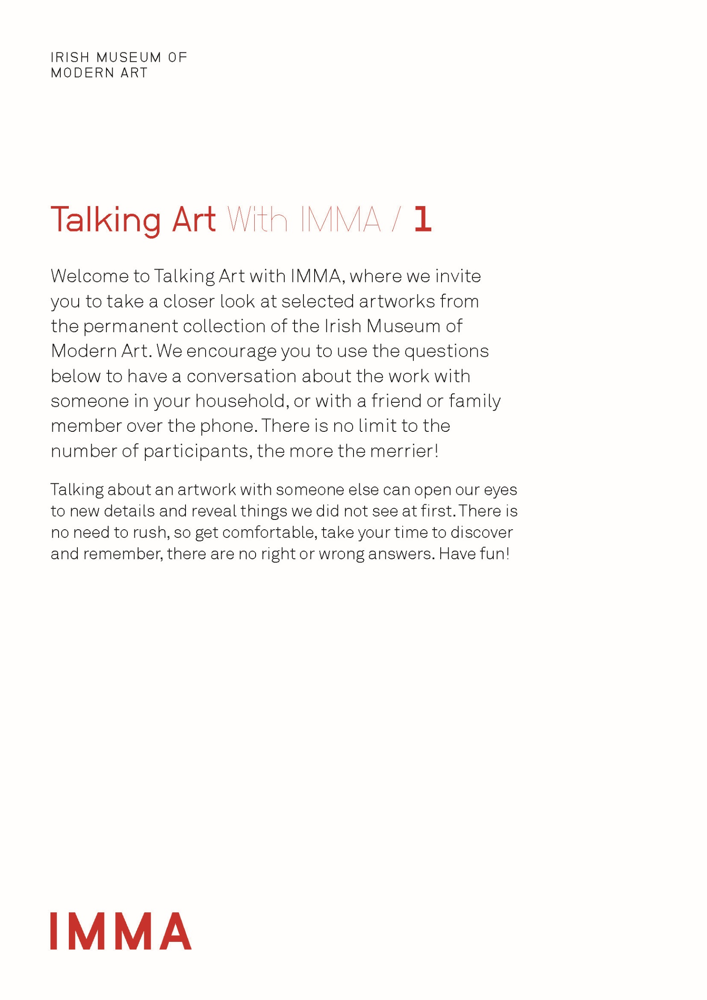 IRISH MUSEUM OF
MODERN ART
Talking Art With IMMA / 1
Welcome to Talking Art with IMMA, where we invite
you to take a closer look at selected artworks from
the permanent collection of the Irish Museum of
Modern Art. We encourage you to use the questions
below to have a conversation about the work with
someone in your household, or with a friend or family
member over the phone. There is no limit to the
number of participants, the more the merrier!
Talking about an artwork with someone else can open our eyes
to new details and reveal things we did not see at first. There is
no need to rush, so get comfortable, take your time to discover
and remember, there are no right or wrong answers. Have fun!
IMMA